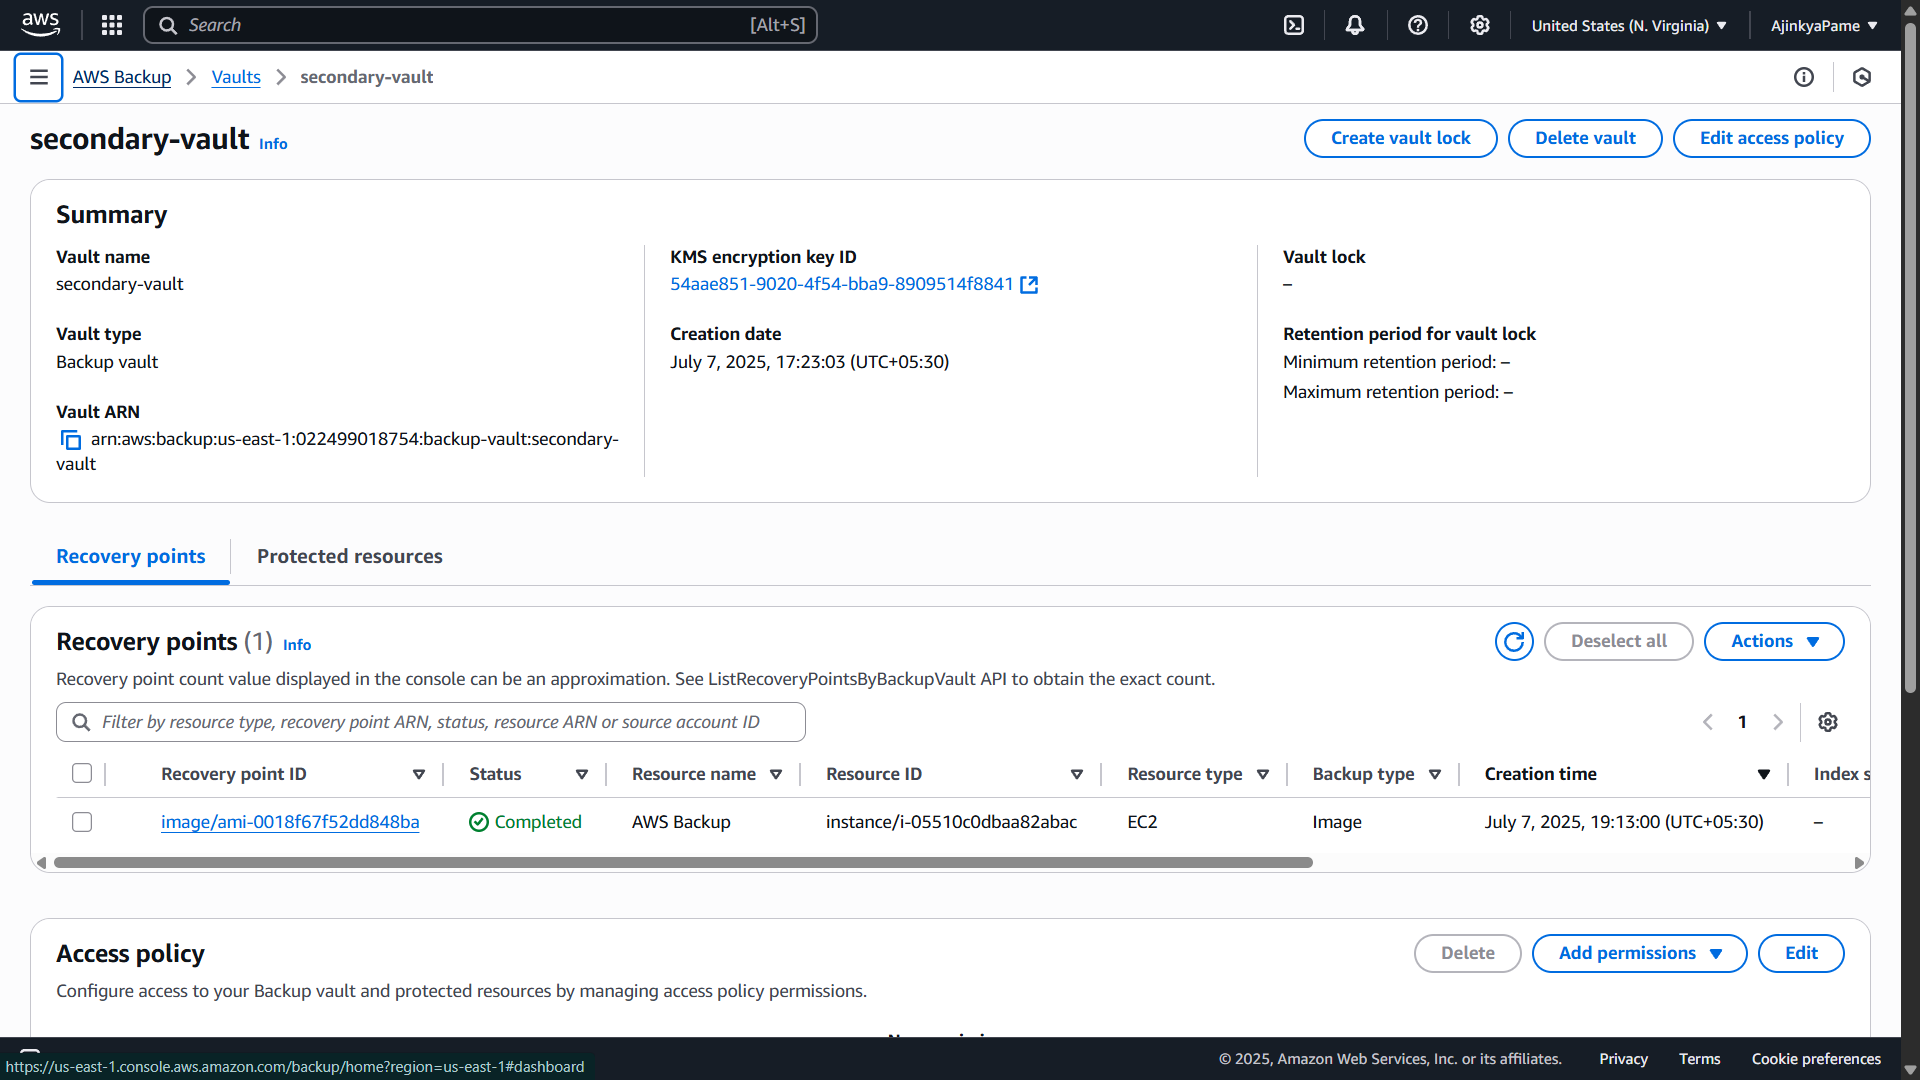 aws
Search
[Alt+S]
United States (N. Virginia)
AjinkyaPame
AWS Backup
Vaults
secondary-vault
secondary-vault Info
Create vault lock
Delete vault
Edit access policy
Summary
Vault name
secondary-vault
Vault type
Backup vault
Vault ARN
arn:aws:backup:us-east-1:022499018754:backup-vault:secondary-
vault
KMS encryption key ID
54aae851-9020-4f54-bba9-8909514f8841
Creation date
July 7, 2025, 17:23:03 (UTC+05:30)
Vault lock
–
Retention period for vault lock
Minimum retention period: –
Maximum retention period: –
Recovery points
Protected resources
Recovery points (1) Info
Deselect all
Actions
Recovery point count value displayed in the console can be an approximation. See ListRecoveryPointsByBackupVault API to obtain the exact count.
Filter by resource type, recovery point ARN, status, resource ARN or source account ID
1
Recovery point ID Status Resource name Resource ID Resource type Backup type Creation time Index s
image/ami-0018f67f52dd848ba Completed AWS Backup instance/i-05510c0dbaa82abac EC2 Image July 7, 2025, 19:13:00 (UTC+05:30) –
Access policy
Delete
Add permissions
Edit
Configure access to your Backup vault and protected resources by managing access policy permissions.
https://us-east-1.console.aws.amazon.com/backup/home?region=us-east-1#dashboard
© 2025, Amazon Web Services, Inc. or its affiliates.
Privacy
Terms
Cookie preferences